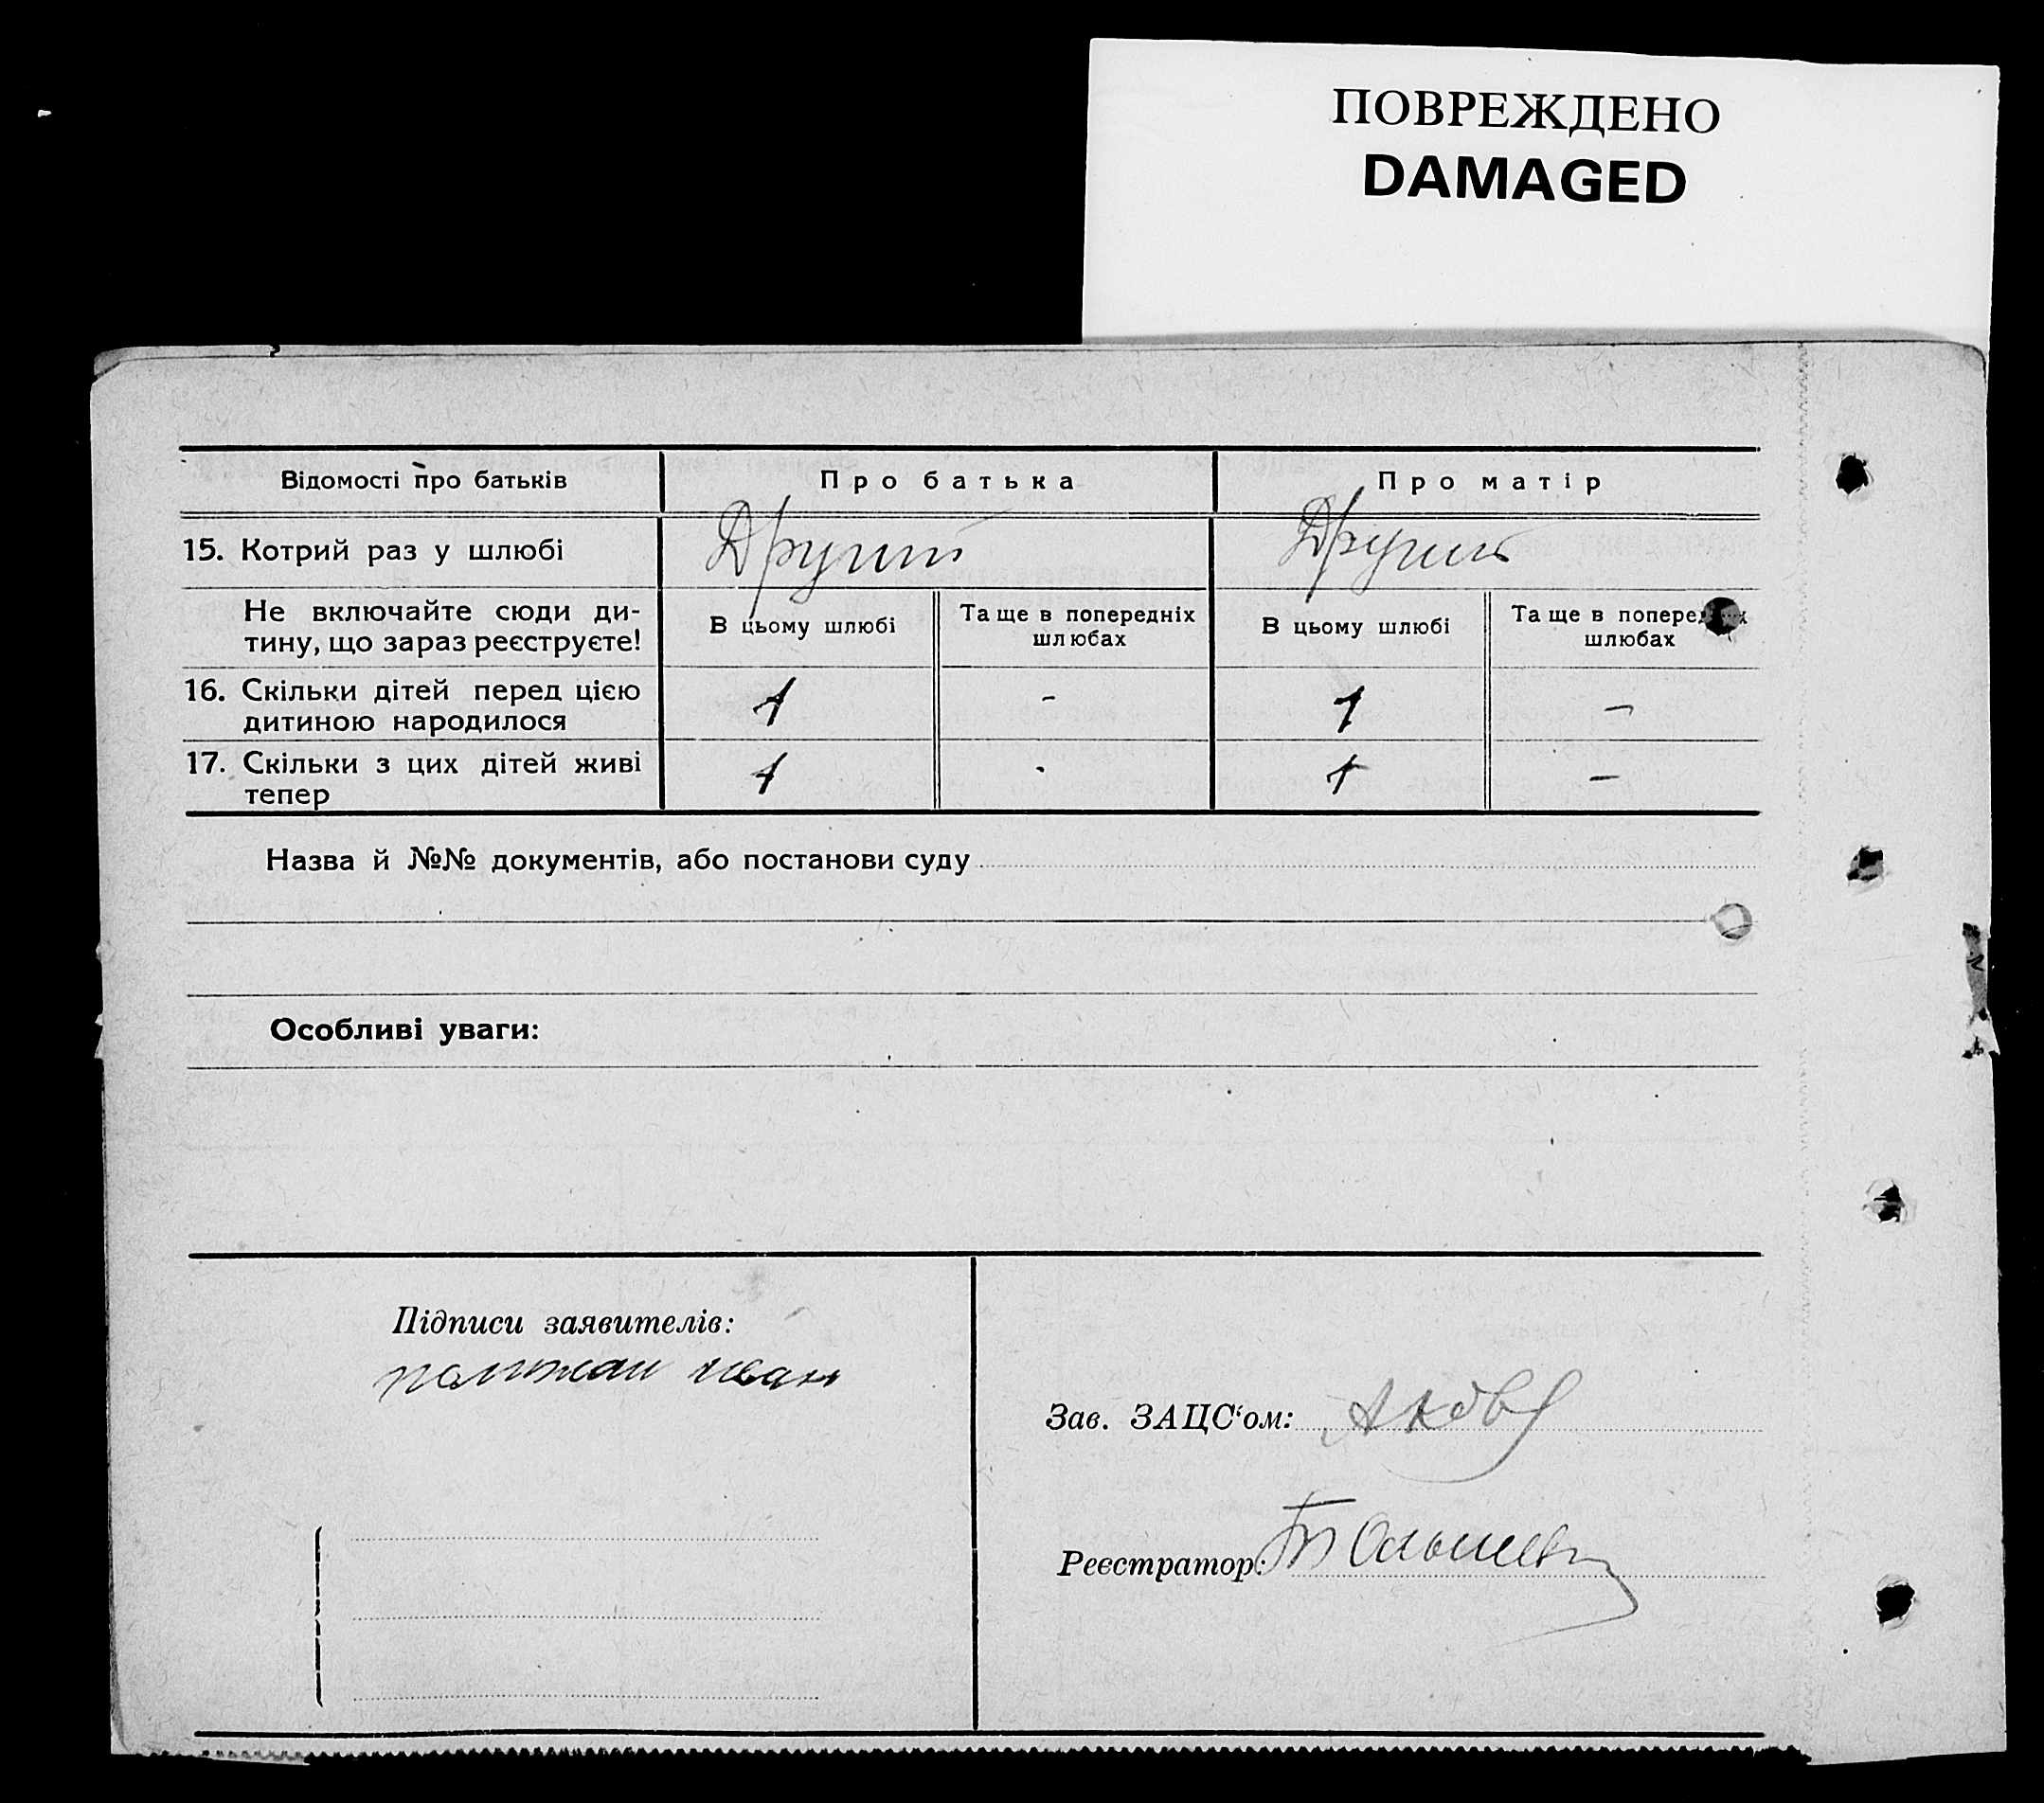 ПОВРЕЖДЕНО
DAMAGED
Відомості про батьків
Про батька
Про матір
15. Котрий раз у шлюбі
Другий
Другий
Не включайте сюди ди-
тину, що зараз реєструєте!
В цьому шлюбі
Та ще в попередніх
шлюбах
В цьому шлюбі
Та ще в попередніх
шлюбах
16. Скільки дітей перед цією
дитиною народилося
1
-
1
—
17. Скільки з цих дітей живі
тепер
1
-
1
—
Назва й №№ документів, або постанови суду
Особливі уваги:
Підписи заявителів:
иван
Зав. ЗАЦС'ом:
Реєстратор: